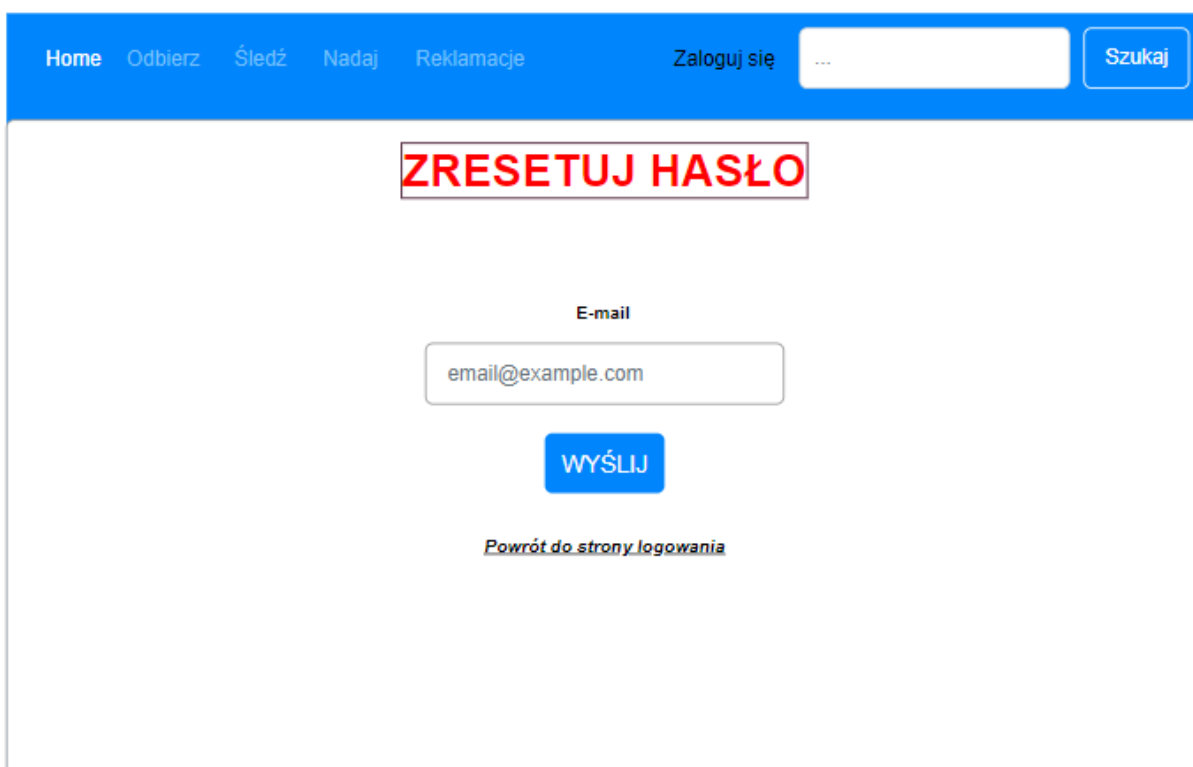 Home Odbierz Śledź Nadaj Reklamacje Zaloguj się ... Szukaj
ZRESETUJ HASŁO
E-mail
email@example.com
WYŚLIJ
Powrót do strony logowania